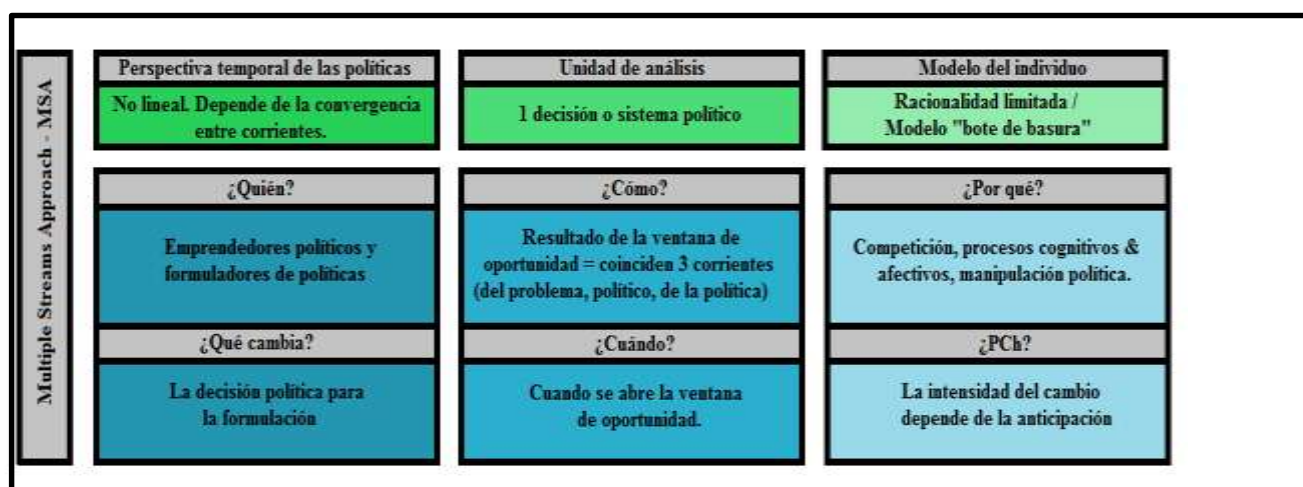 Multiple Streams Approach - MSA
Perspectiva temporal de las políticas
No lineal. Depende de la convergencia
entre corrientes.
Unidad de análisis
1 decisión o sistema político
Modelo del individuo
Racionalidad limitada /
Modelo "bote de basura"
¿Quién?
Emprendedores políticos y
formuladores de políticas
¿Cómo?
Resultado de la ventana de
oportunidad = coinciden 3 corrientes
(del problema, político, de la política)
¿Por qué?
Competición, procesos cognitivos &
afectivos, manipulación política.
¿Qué cambia?
La decisión política para
la formulación
¿Cuándo?
Cuando se abre la ventana
de oportunidad.
¿PCh?
La intensidad del cambio
depende de la anticipación